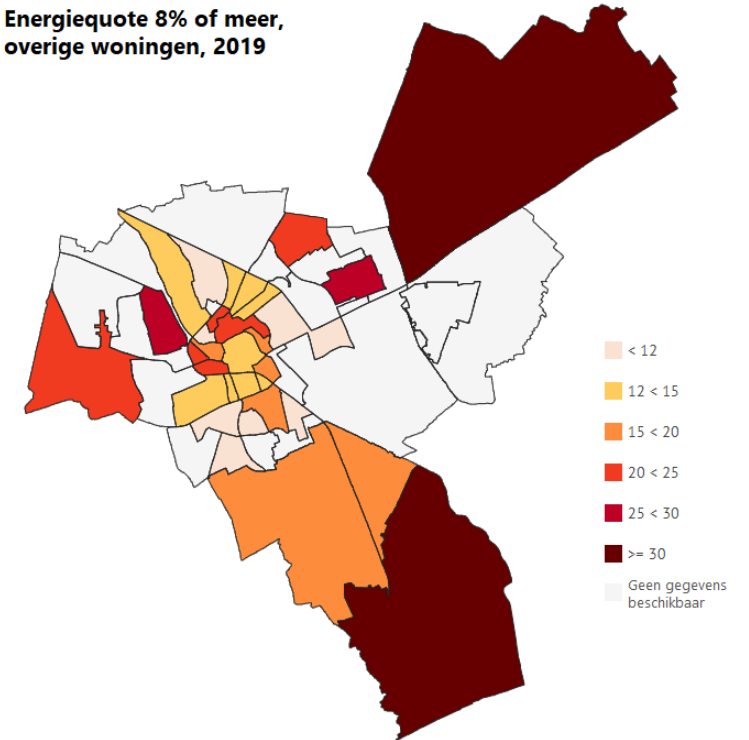 Energiequote 8% of meer,
overige woningen, 2019
< 12
12 < 15
15 < 20
20 < 25
25 < 30
>= 30
Geen gegevens
beschikbaar